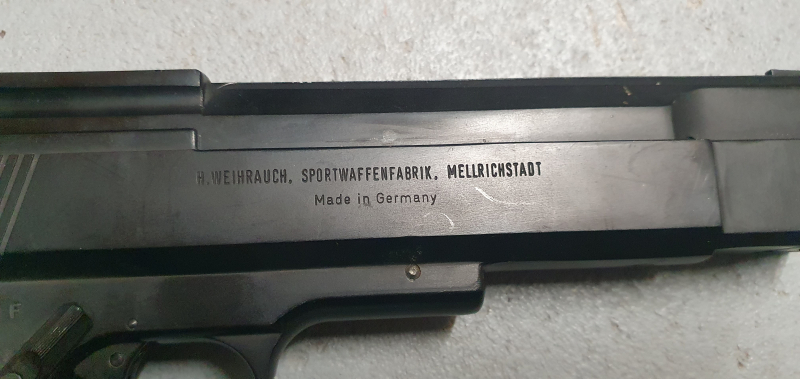 H. WEIHRAUCH, SPORTWAFFENFABRIK, MELLRICHSTADT
Made in Germany
F